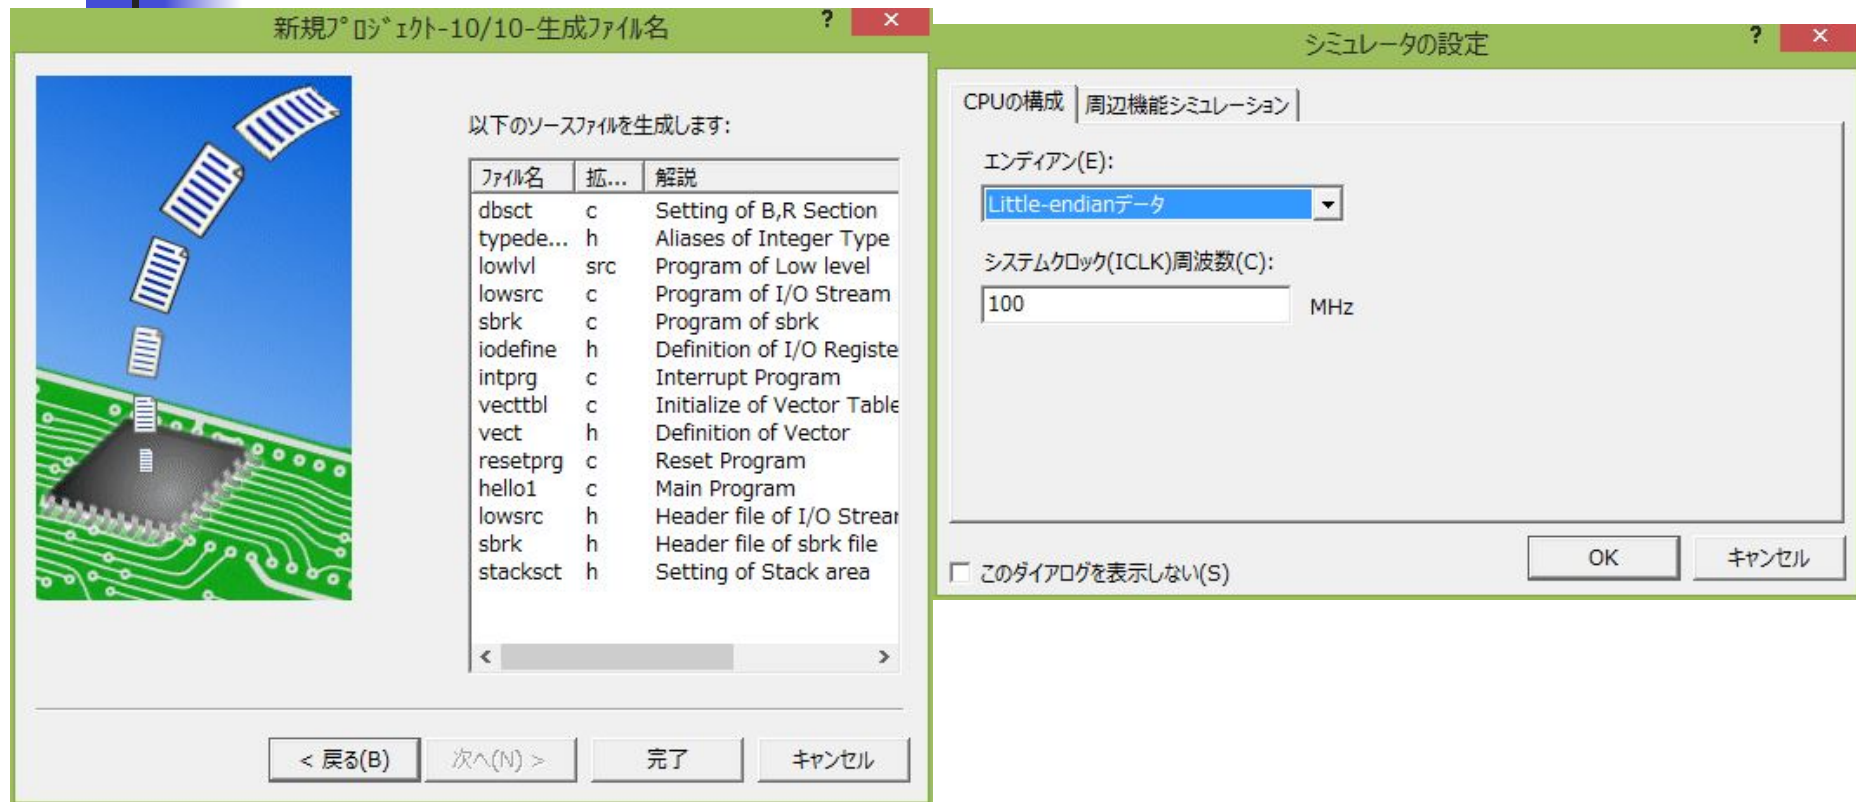 新規ﾌﾟﾛｼﾞｪｸﾄ-10/10-生成ﾌｧｲﾙ名
?
×
以下のソースﾌｧｲﾙを生成します:
ﾌｧｲﾙ名 拡... 解説
dbsct c Setting of B,R Section
typede... h Aliases of Integer Type
lowlvl src Program of Low level
lowsrc c Program of I/O Stream
sbrk c Program of sbrk
iodefine h Definition of I/O Registe
intprg c Interrupt Program
vecttbl c Initialize of Vector Table
vect h Definition of Vector
resetprg c Reset Program
hello1 c Main Program
lowsrc h Header file of I/O Strear
sbrk h Header file of sbrk file
stacksct h Setting of Stack area
< 戻る(B)
次へ(N) >
完了
ｷｬﾝｾﾙ
シミュレータの設定
?
×
CPUの構成
周辺機能シミュレーション
エンディアン(E):
Little-endianデータ
システムクロック(ICLK)周波数(C):
100
MHz
このダイアログを表示しない(S)
OK
キャンセル